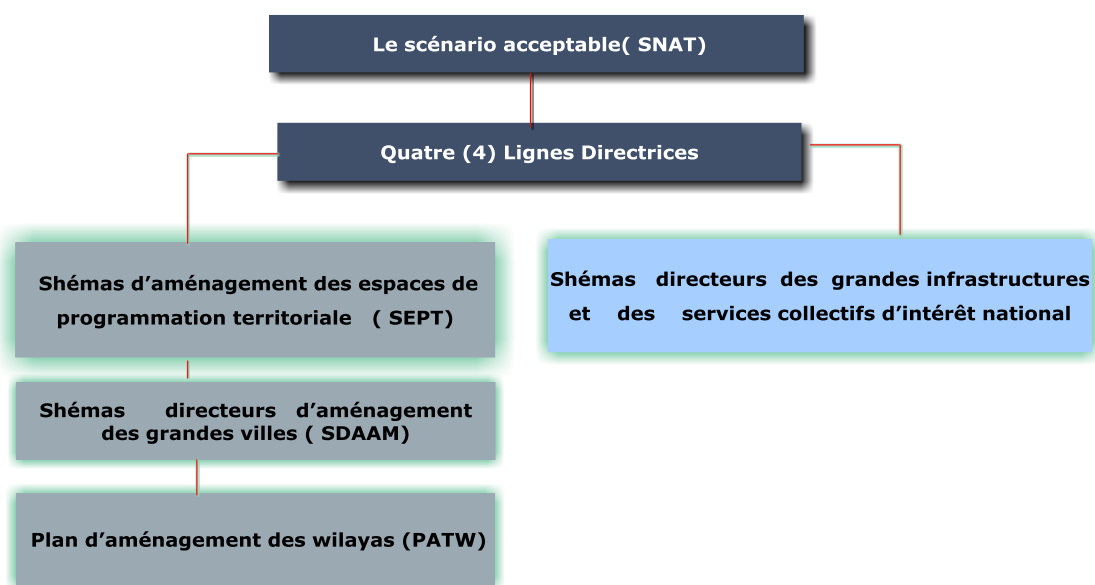 Le scénario acceptable( SNAT)
Quatre (4) Lignes Directrices
Shémas d’aménagement des espaces de
programmation territoriale ( SEPT)
Shémas directeurs des grandes infrastructures
et des services collectifs d’intérêt national
Shémas directeurs d’aménagement
des grandes villes ( SDAAM)
Plan d’aménagement des wilayas (PATW)